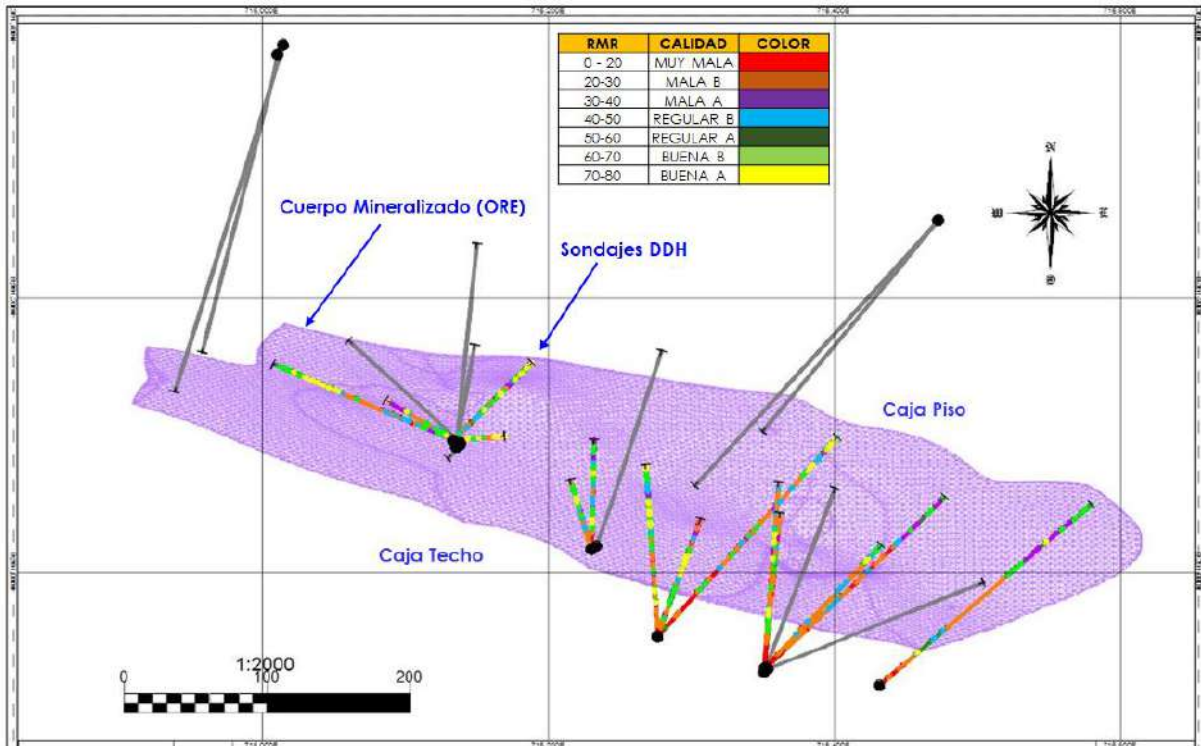 RMR CALIDAD COLOR
0 - 20 MUY MALA
20-30 MALA B
30-40 MALA A
40-50 REGULAR B
50-60 REGULAR A
60-70 BUENA B
70-80 BUENA A
Cuerpo Mineralizado (ORE)
Sondajes DDH
Caja Piso
Caja Techo
1:2000
0 100 200